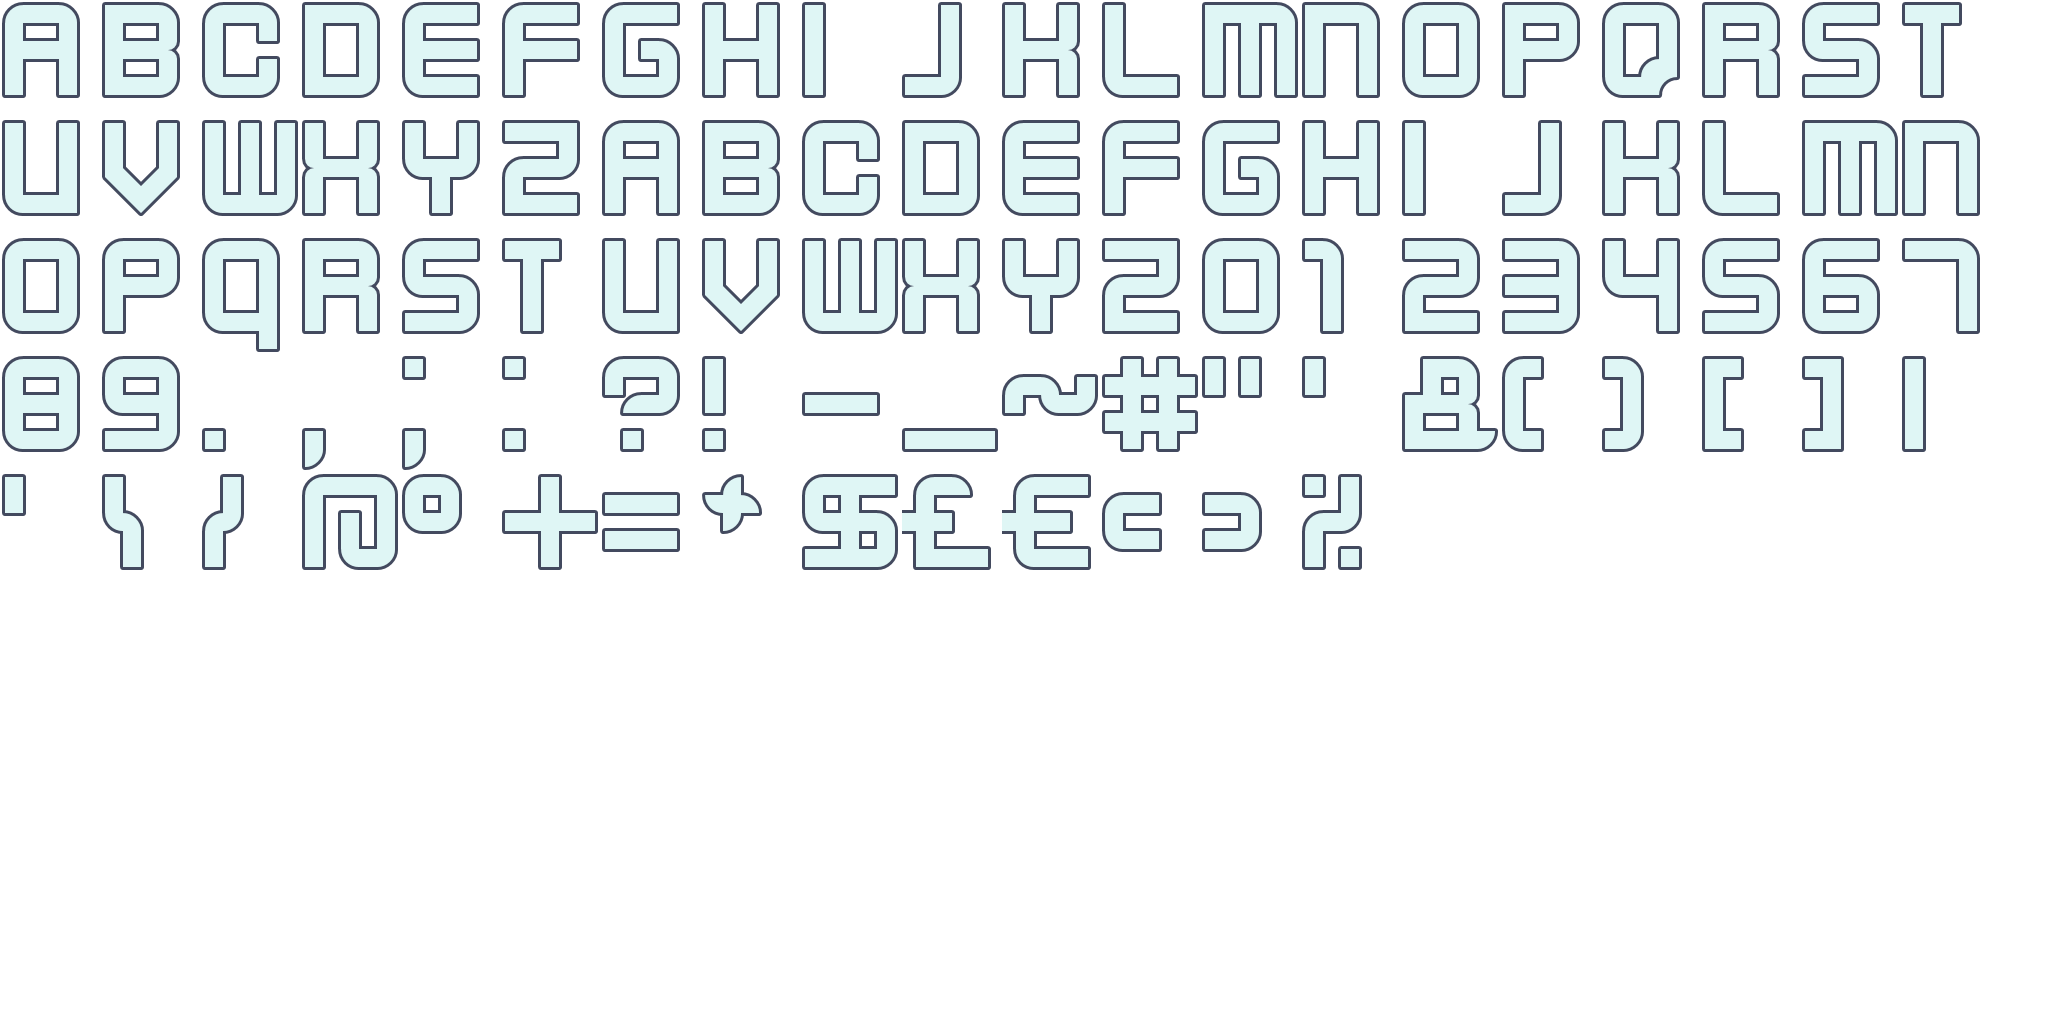 ABCDEFGHIJKLMNOPQRST
UVWXYZABCDEFGHIJKLMN
OPqRSTUVWXYZ01234567
89.,;:?!-_~#"'&()[]|
`\/@°+=*$£€<>%